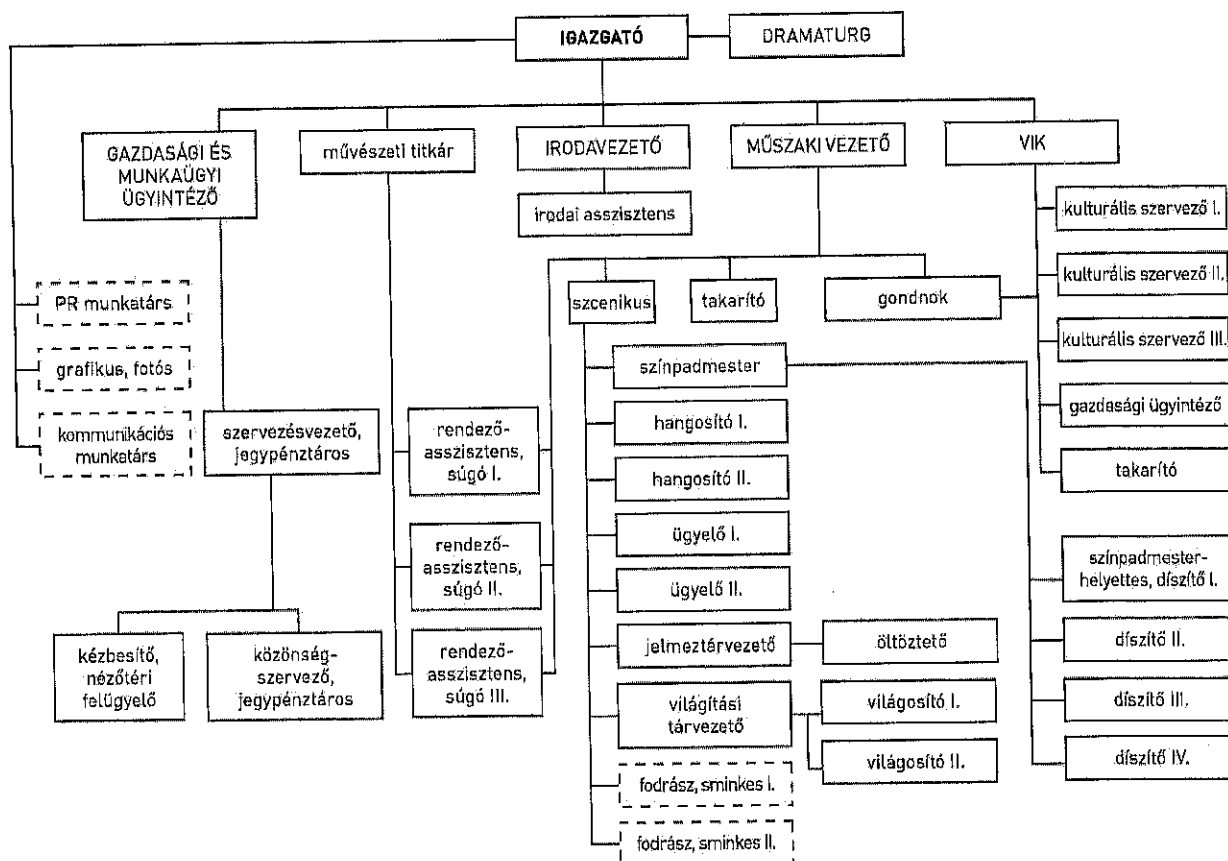 IGAZGATÓ
DRAMATURG
GAZDASÁGI ÉS
MUNKAÜGYI
ÜGYINTÉZŐ
művészeti titkár
IRODAVEZETŐ
MŰSZAKI VEZETŐ
VIK
irodai asszisztens
kulturális szervező I.
kulturális szervező II.
kulturális szervező III.
gazdasági ügyintéző
takarító
szcenikus
takarító
gondnok
PR munkatárs
grafikus, fotós
kommunikációs
munkatárs
szervezésvezető,
jegypénztáros
kézbesítő,
nézőtéri
felügyelő
közönség-
szervező,
jegypénztáros
rendező-
asszisztens,
súgó I.
rendező-
asszisztens,
súgó II.
rendező-
asszisztens,
súgó III.
színpadmester
hangosító I.
hangosító II.
ügyelő I.
ügyelő II.
jelmeztárvezető
öltöztető
világítási
tárvezető
világosító I.
világosító II.
fodrász, sminkes I.
fodrász, sminkes II.
színpadmester-
helyettes, díszítő I.
díszítő II.
díszítő III.
díszítő IV.